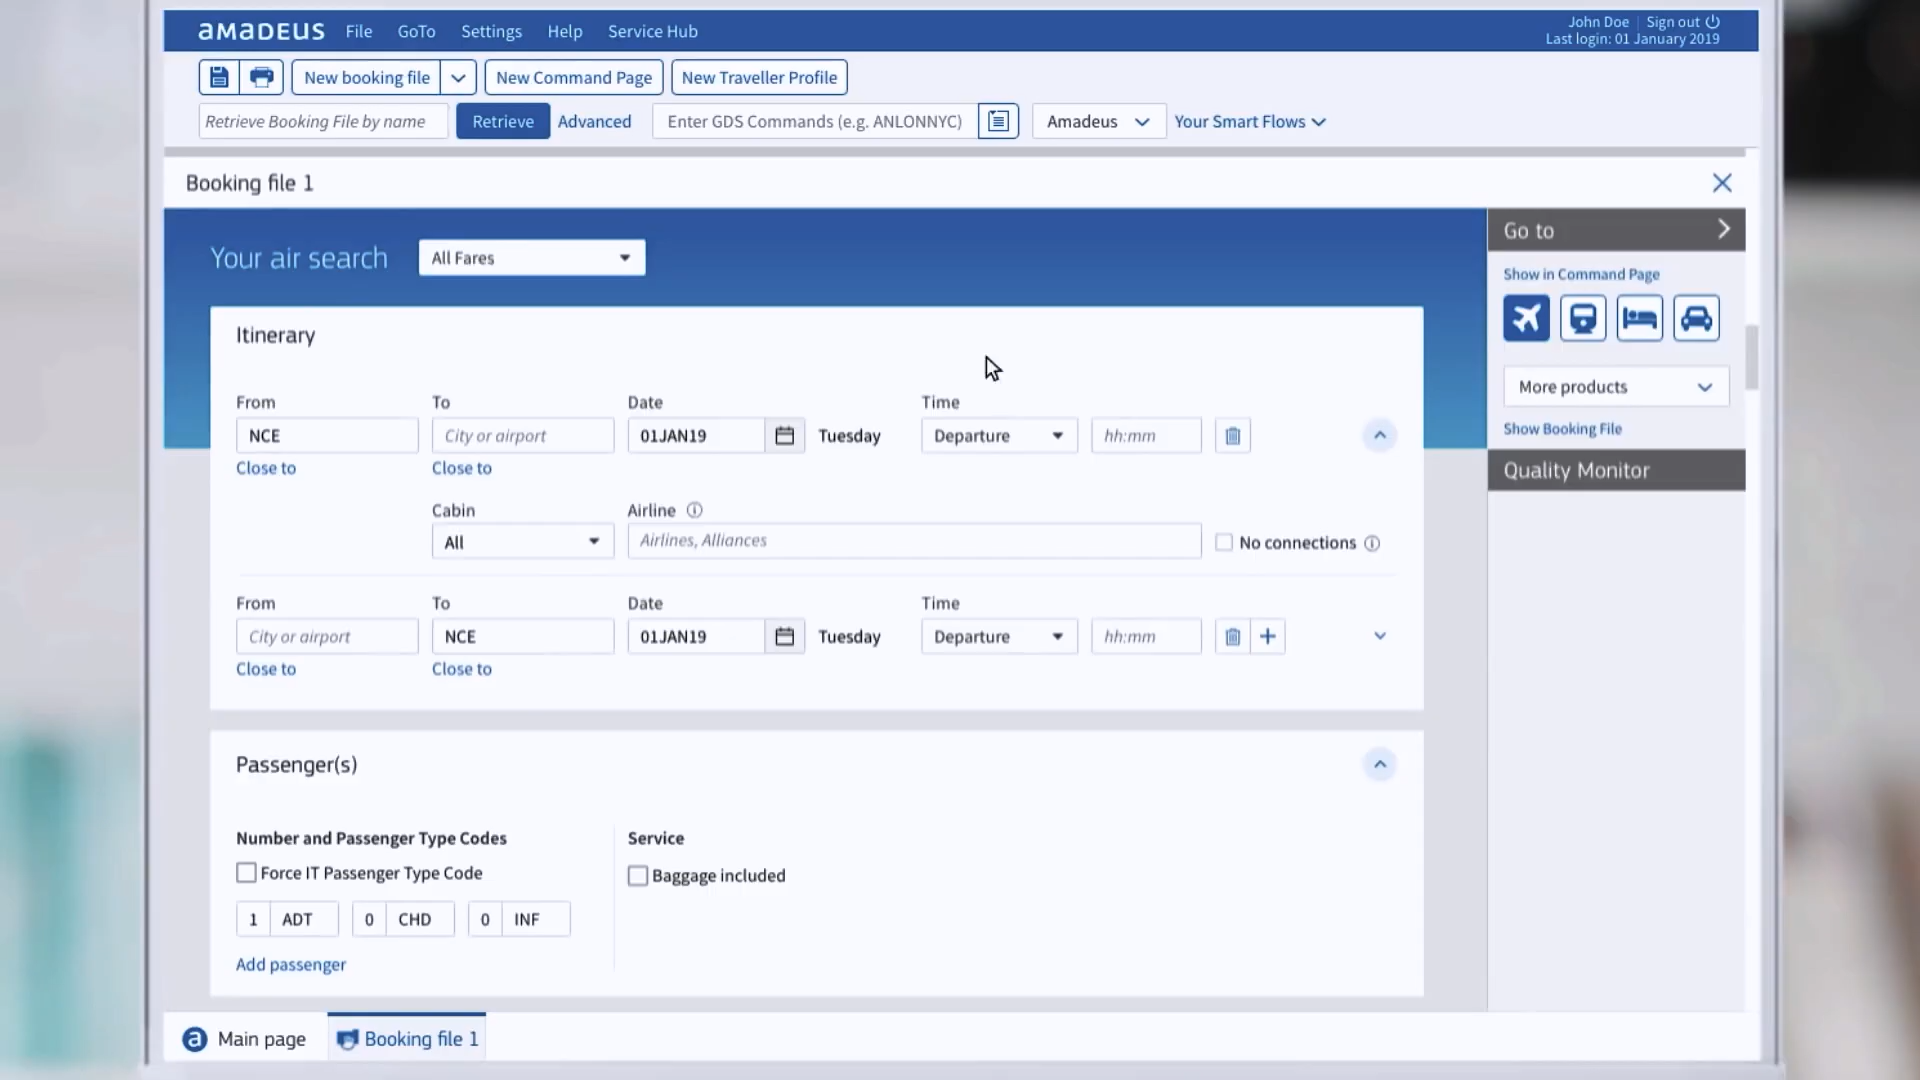 amadeus File GoTo Settings Help Service Hub
John Doe | Sign out
Last login: 01 January 2019
New booking file New Command Page New Traveller Profile
Retrieve Booking File by name Retrieve Advanced Enter GDS Commands (e.g. ANLONNYC) Amadeus Your Smart Flows
Booking file 1
Your air search All Fares
Go to
Show in Command Page
More products
Show Booking File
Quality Monitor
Itinerary
From To Date Time
NCE City or airport 01JAN19 Tuesday Departure hh:mm
Close to Close to
Cabin Airline
All Airlines, Alliances No connections
From To Date Time
City or airport NCE 01JAN19 Tuesday Departure hh:mm
Close to Close to
Passenger(s)
Number and Passenger Type Codes Service
Force IT Passenger Type Code Baggage included
1 ADT 0 CHD 0 INF
Add passenger
a Main page Booking file 1